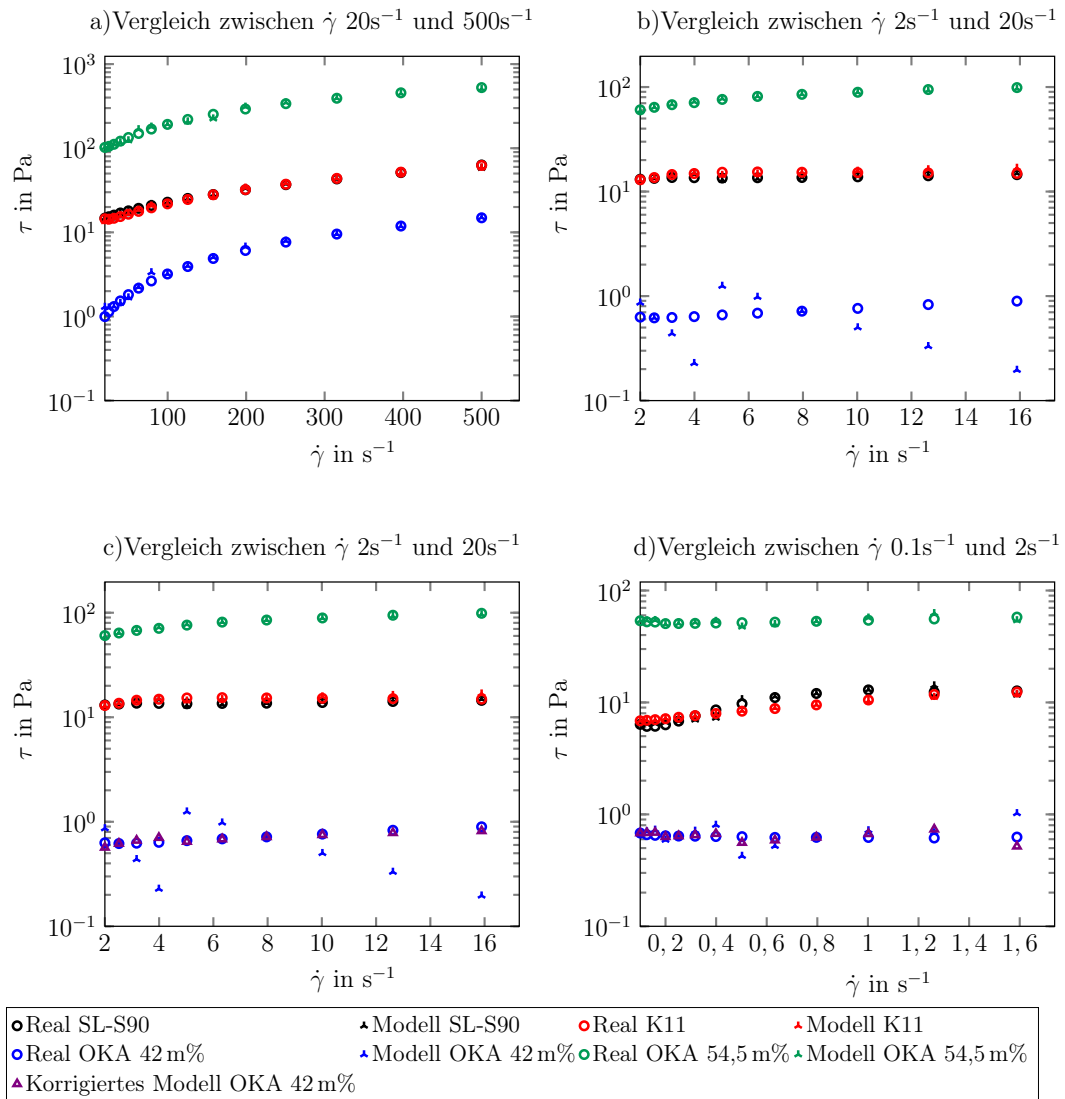 a)Vergleich zwischen γ̇ 20s⁻¹ und 500s⁻¹
10³
10²
10¹
10⁰
10⁻¹
τ in Pa
100 200 300 400 500
γ̇ in s⁻¹
b)Vergleich zwischen γ̇ 2s⁻¹ und 20s⁻¹
10²
10¹
10⁰
10⁻¹
τ in Pa
2 4 6 8 10 12 14 16
γ̇ in s⁻¹
c)Vergleich zwischen γ̇ 2s⁻¹ und 20s⁻¹
10²
10¹
10⁰
10⁻¹
τ in Pa
2 4 6 8 10 12 14 16
γ̇ in s⁻¹
d)Vergleich zwischen γ̇ 0.1s⁻¹ und 2s⁻¹
10²
10¹
10⁰
10⁻¹
τ in Pa
0,2 0,4 0,6 0,8 1 1,2 1,4 1,6
γ̇ in s⁻¹
Real SL-S90 Modell SL-S90 Real K11 Modell K11
Real OKA 42 m% Modell OKA 42 m% Real OKA 54,5 m% Modell OKA 54,5 m%
Korrigiertes Modell OKA 42 m%